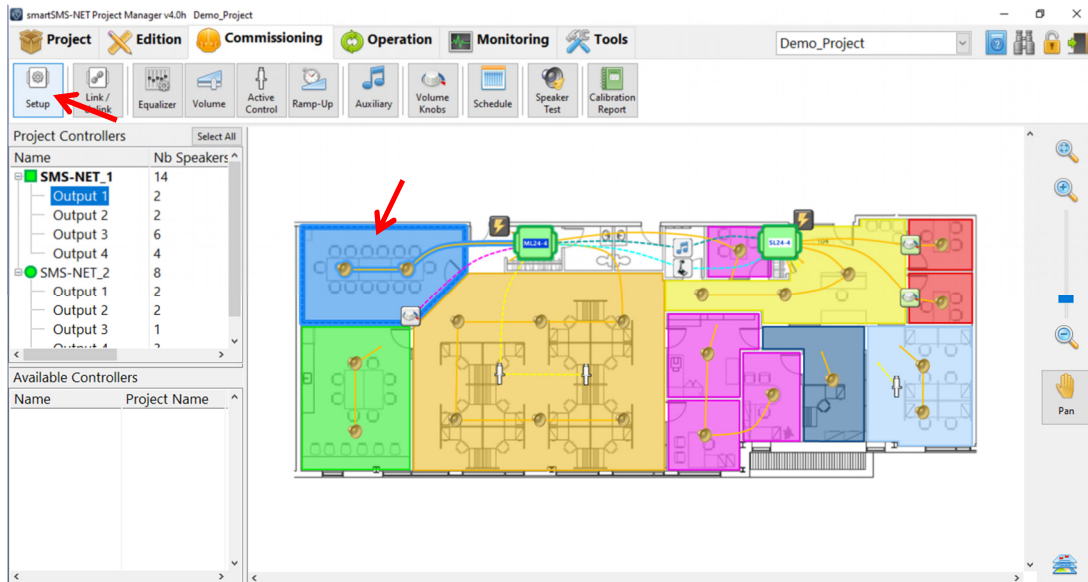 smartSMS-NET Project Manager v4.0h Demo_Project
Project Edition Commissioning Operation Monitoring Tools Demo_Project
Setup
Link /
Equalizer
Volume
Active
Control
Ramp-Up
Auxiliary
Volume
Knobs
Schedule
Speaker
Test
Calibration
Report
Project Controllers Select All
Name Nb Speakers
SMS-NET_1 14
Output 1 2
Output 2 2
Output 3 6
Output 4 4
SMS-NET_2 8
Output 1 2
Output 2 2
Output 3 1
Available Controllers
Name Project Name
ML24-4
SL24-4
Pan